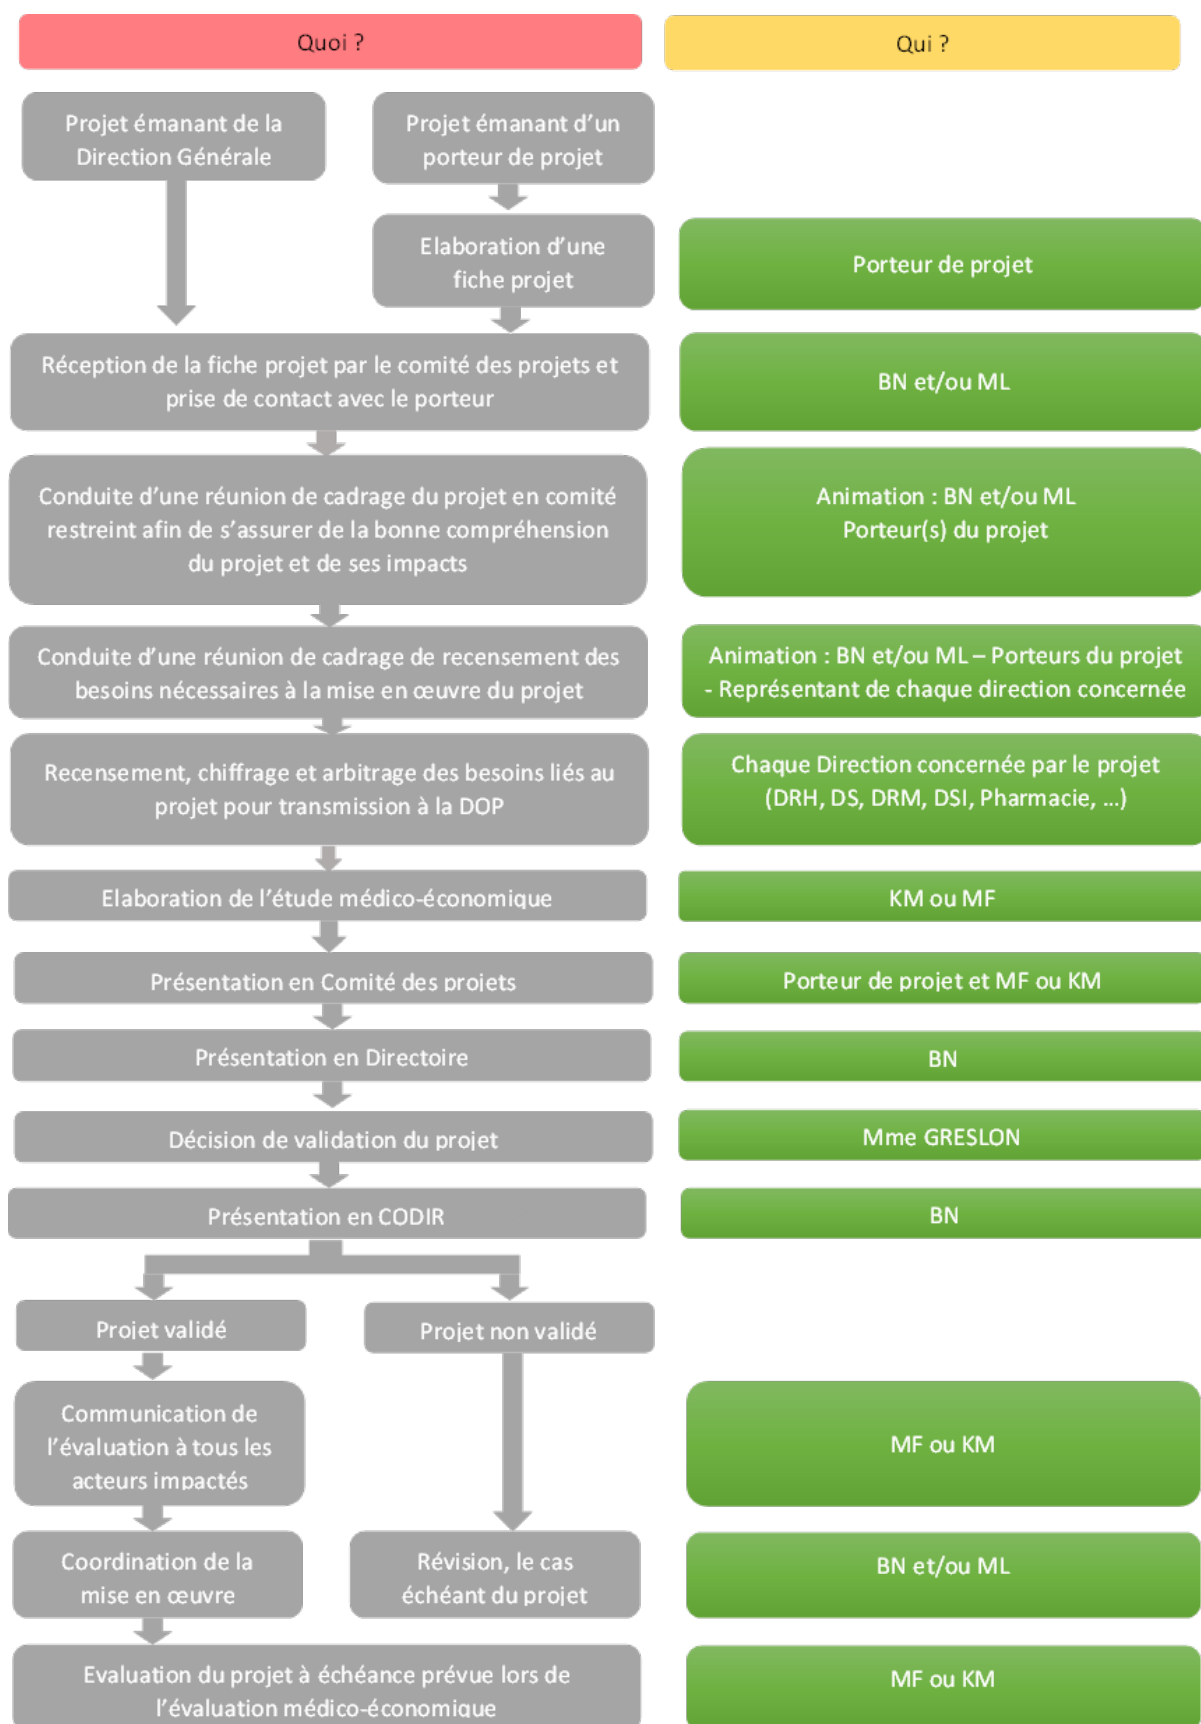 Quoi ?
Qui ?
Projet émanant de la
Direction Générale
Projet émanant d’un
porteur de projet
Elaboration d’une
fiche projet
Porteur de projet
Réception de la fiche projet par le comité des projets et
prise de contact avec le porteur
BN et/ou ML
Conduite d’une réunion de cadrage du projet en comité
restreint afin de s’assurer de la bonne compréhension
du projet et de ses impacts
Animation : BN et/ou ML
Porteur(s) du projet
Conduite d’une réunion de cadrage de recensement des
besoins nécessaires à la mise en œuvre du projet
Animation : BN et/ou ML – Porteurs du projet
- Représentant de chaque direction concernée
Recensement, chiffrage et arbitrage des besoins liés au
projet pour transmission à la DOP
Chaque Direction concernée par le projet
(DRH, DS, DRM, DSI, Pharmacie, …)
Elaboration de l’étude médico-économique
KM ou MF
Présentation en Comité des projets
Porteur de projet et MF ou KM
Présentation en Directoire
BN
Décision de validation du projet
Mme GRESLON
Présentation en CODIR
BN
Projet validé
Projet non validé
Communication de
l’évaluation à tous les
acteurs impactés
MF ou KM
Coordination de la
mise en œuvre
Révision, le cas
échéant du projet
BN et/ou ML
Evaluation du projet à échéance prévue lors de
l’évaluation médico-économique
MF ou KM